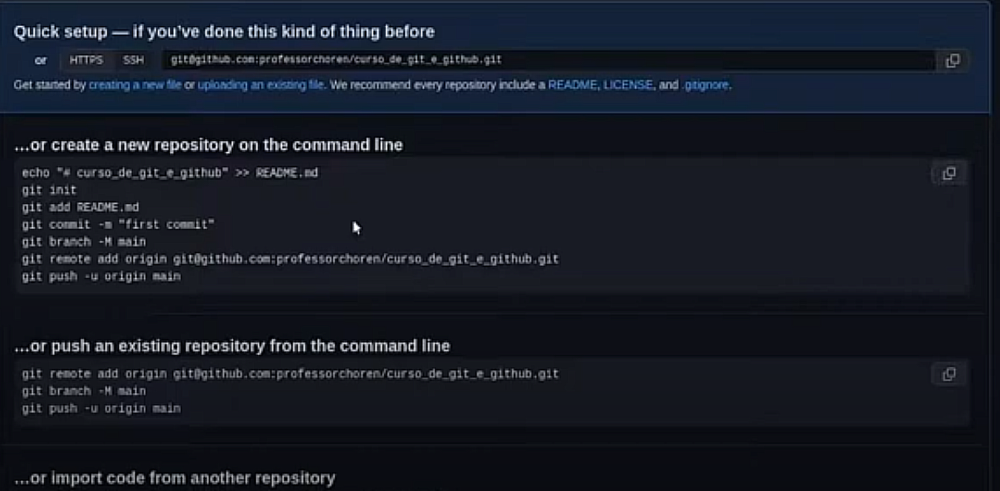 Quick setup — if you've done this kind of thing before
or HTTPS SSH git@github.com:professorchoren/curso_de_git_e_github.git
Get started by creating a new file or uploading an existing file. We recommend every repository include a README, LICENSE, and .gitignore.
...or create a new repository on the command line
echo "# curso_de_git_e_github" >> README.md
git init
git add README.md
git commit -m "first commit"
git branch -M main
git remote add origin git@github.com:professorchoren/curso_de_git_e_github.git
git push -u origin main
...or push an existing repository from the command line
git remote add origin git@github.com:professorchoren/curso_de_git_e_github.git
git branch -M main
git push -u origin main
...or import code from another repository